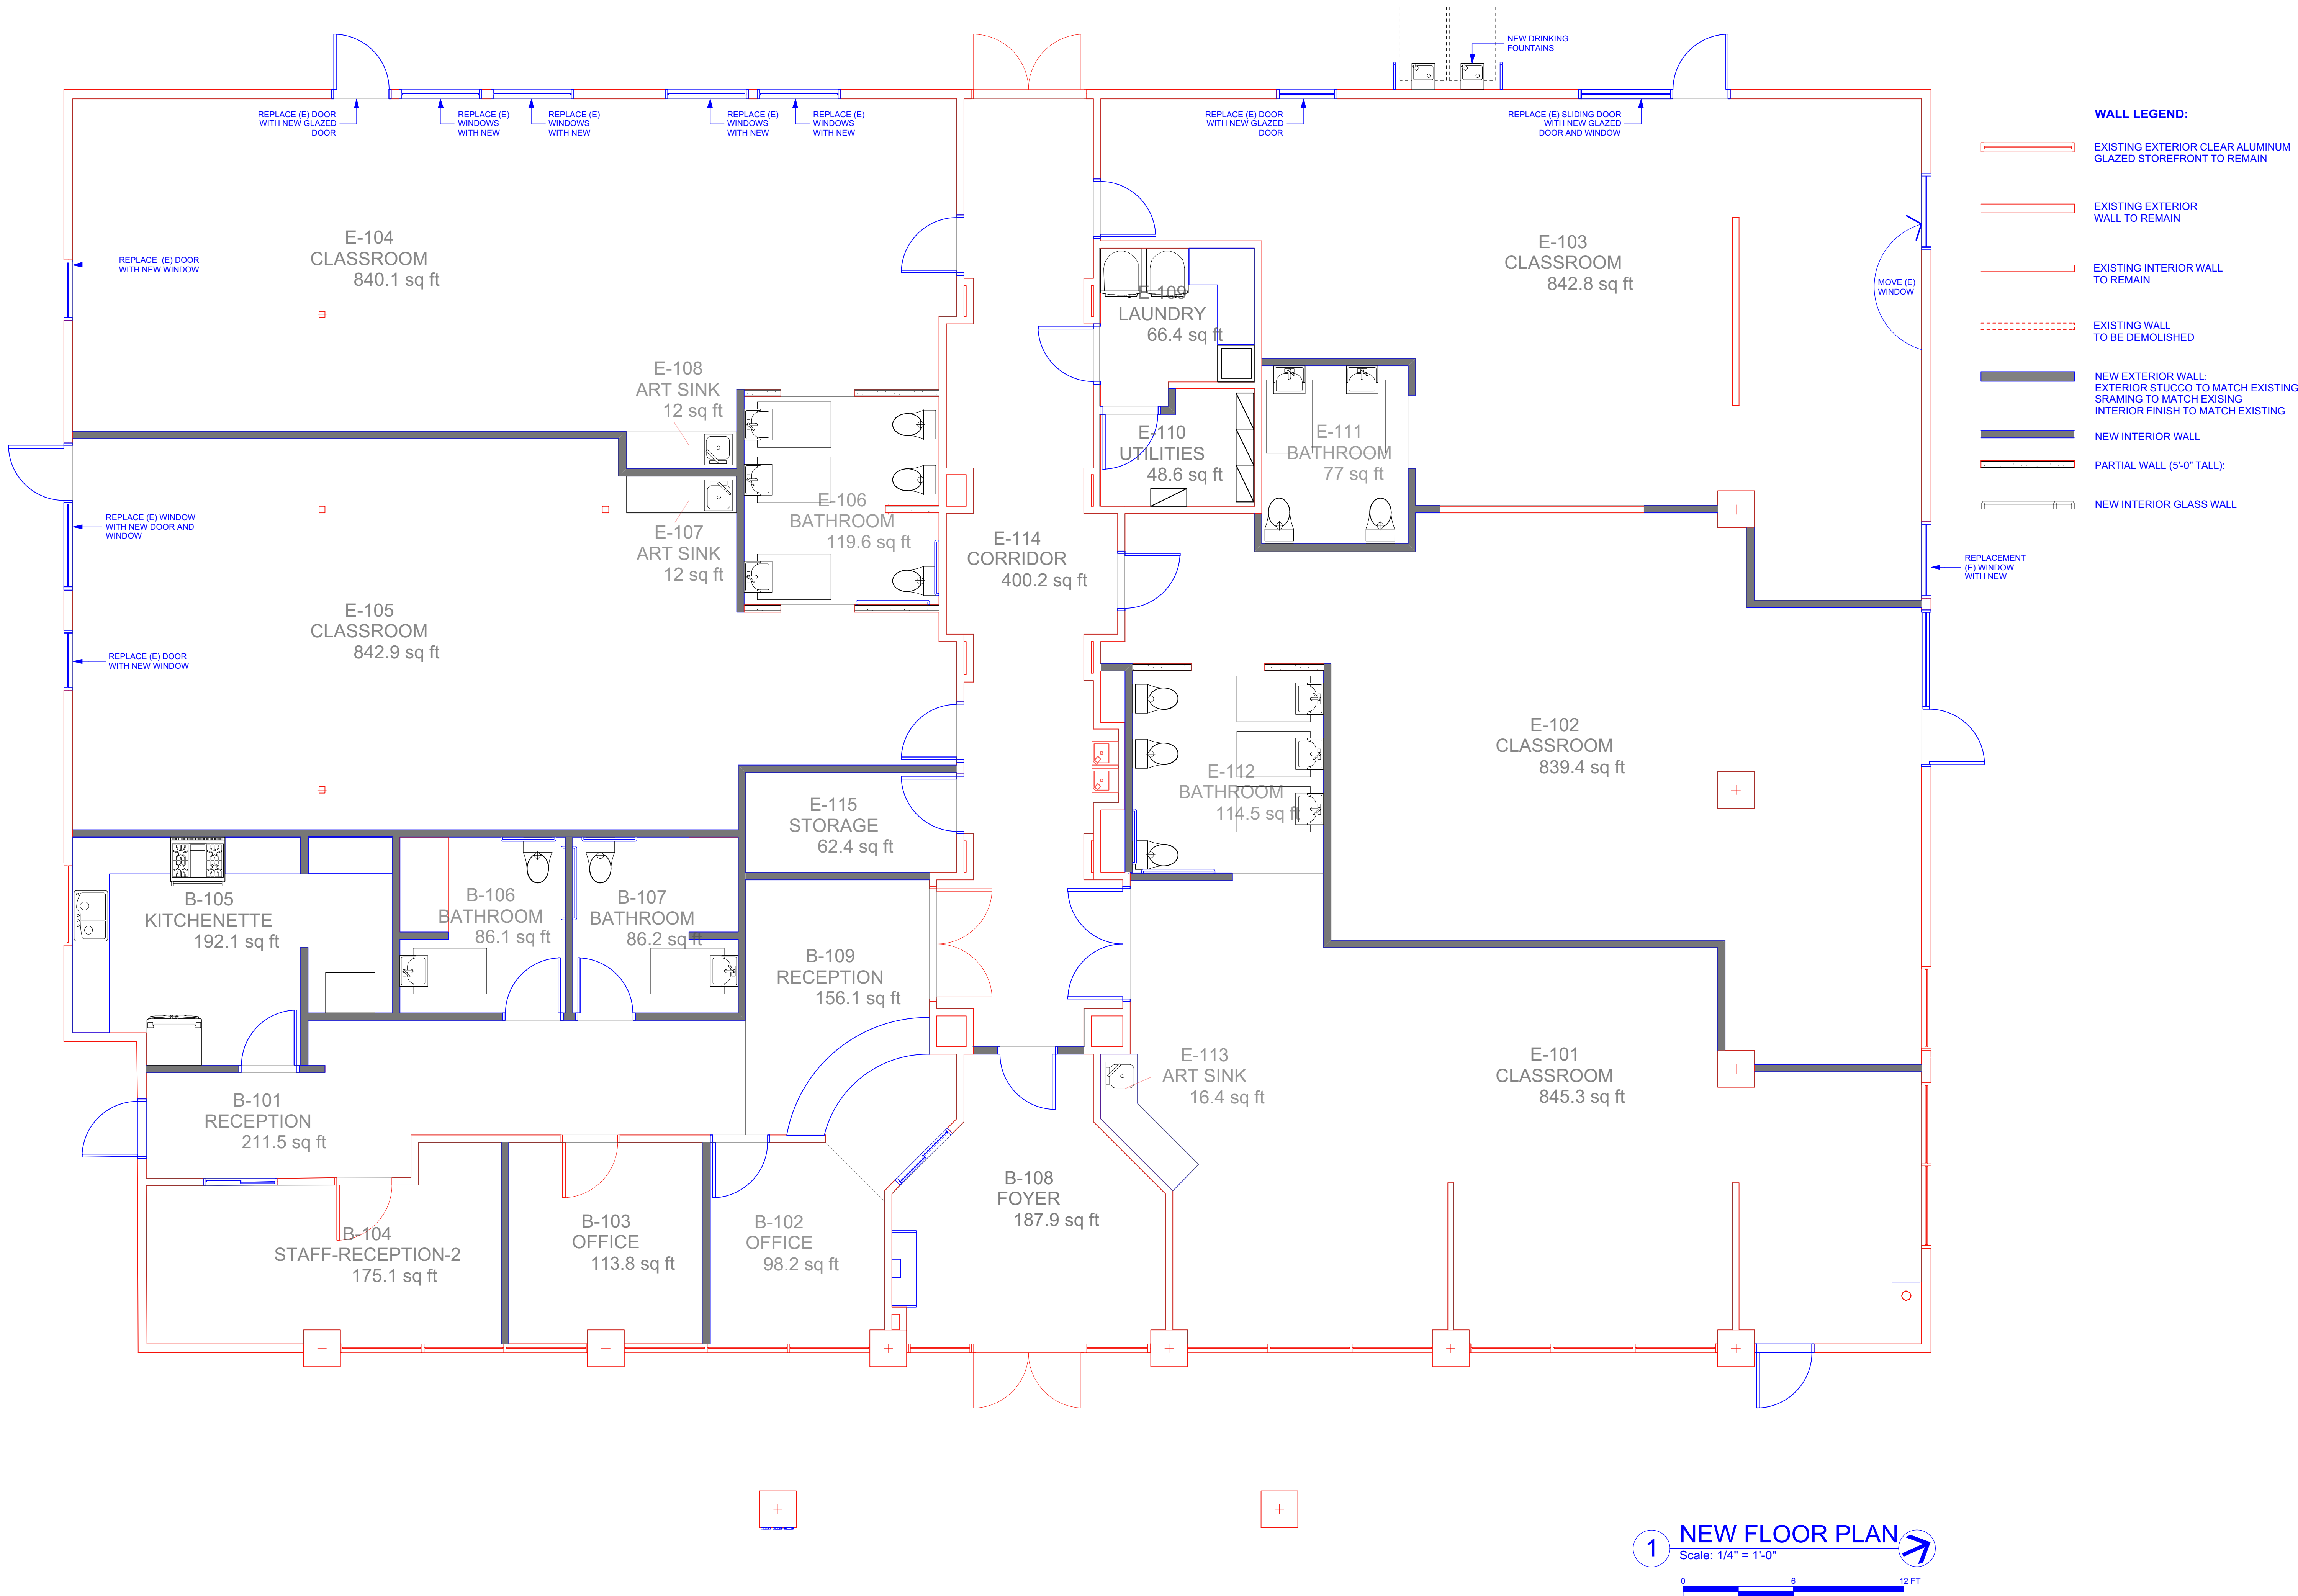 NEW DRINKING
FOUNTAINS
REPLACE (E) DOOR
WITH NEW GLAZED
DOOR
REPLACE (E)
WINDOWS
WITH NEW
REPLACE (E)
WINDOWS
WITH NEW
REPLACE (E)
WINDOWS
WITH NEW
REPLACE (E)
WINDOWS
WITH NEW
REPLACE (E) DOOR
WITH NEW GLAZED
DOOR
REPLACE (E) SLIDING DOOR
WITH NEW GLAZED
DOOR AND WINDOW
WALL LEGEND:
EXISTING EXTERIOR CLEAR ALUMINUM
GLAZED STOREFRONT TO REMAIN
EXISTING EXTERIOR
WALL TO REMAIN
EXISTING INTERIOR WALL
TO REMAIN
EXISTING WALL
TO BE DEMOLISHED
NEW EXTERIOR WALL:
EXTERIOR STUCCO TO MATCH EXISTING
SRAMING TO MATCH EXISING
INTERIOR FINISH TO MATCH EXISTING
NEW INTERIOR WALL
PARTIAL WALL (5'-0" TALL):
NEW INTERIOR GLASS WALL
E-104
CLASSROOM
840.1 sq ft
REPLACE (E) DOOR
WITH NEW WINDOW
E-103
CLASSROOM
842.8 sq ft
MOVE (E)
WINDOW
E-109
LAUNDRY
66.4 sq ft
E-108
ART SINK
12 sq ft
E-110
UTILITIES
48.6 sq ft
E-111
BATHROOM
77 sq ft
E-106
BATHROOM
119.6 sq ft
E-107
ART SINK
12 sq ft
REPLACE (E) WINDOW
WITH NEW DOOR AND
WINDOW
E-114
CORRIDOR
400.2 sq ft
REPLACEMENT
(E) WINDOW
WITH NEW
E-105
CLASSROOM
842.9 sq ft
REPLACE (E) DOOR
WITH NEW WINDOW
E-102
CLASSROOM
839.4 sq ft
E-112
BATHROOM
114.5 sq ft
E-115
STORAGE
62.4 sq ft
B-105
KITCHENETTE
192.1 sq ft
B-106
BATHROOM
86.1 sq ft
B-107
BATHROOM
86.2 sq ft
B-109
RECEPTION
156.1 sq ft
E-113
ART SINK
16.4 sq ft
E-101
CLASSROOM
845.3 sq ft
B-101
RECEPTION
211.5 sq ft
B-108
FOYER
187.9 sq ft
B-104
STAFF-RECEPTION-2
175.1 sq ft
B-103
OFFICE
113.8 sq ft
B-102
OFFICE
98.2 sq ft
1
NEW FLOOR PLAN
Scale: 1/4" = 1'-0"
0 6 12 FT